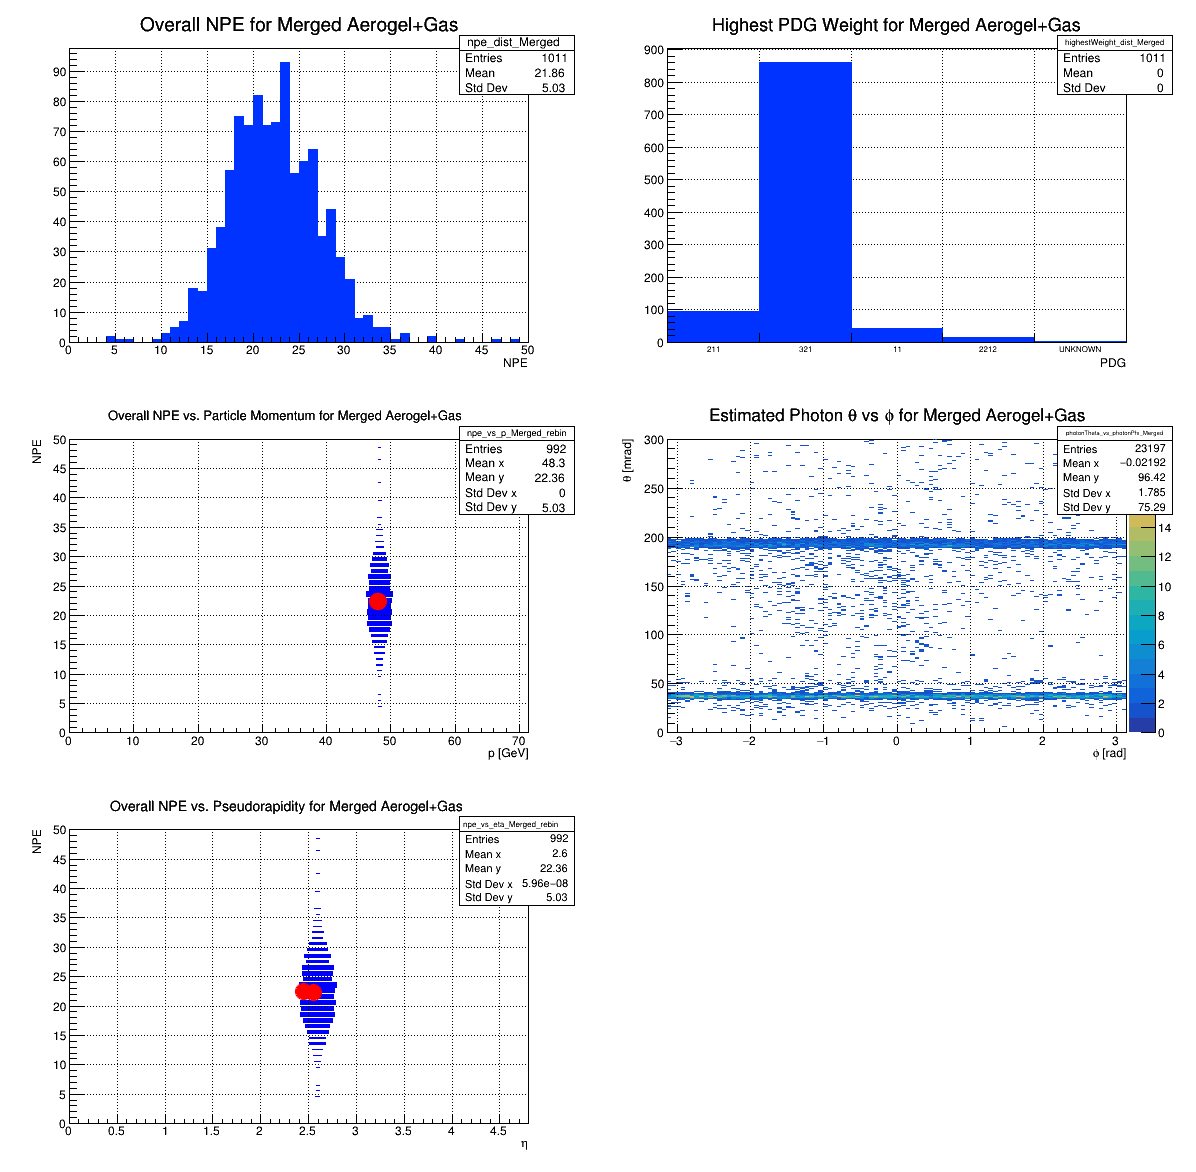 Overall NPE for Merged Aerogel+Gas
npe_dist_Merged
Entries 1011
Mean 21.86
Std Dev 5.03
90
80
70
60
50
40
30
20
10
0
0 5 10 15 20 25 30 35 40 45 50
NPE
Highest PDG Weight for Merged Aerogel+Gas
highestWeight_dist_Merged
Entries 1011
Mean 0
Std Dev 0
900
800
700
600
500
400
300
200
100
0
211 321 11 2212 UNKNOWN
PDG
Overall NPE vs. Particle Momentum for Merged Aerogel+Gas
npe_vs_p_Merged_rebin
Entries 992
Mean x 48.3
Mean y 22.36
Std Dev x 0
Std Dev y 5.03
NPE
50
45
40
35
30
25
20
15
10
5
0
0 10 20 30 40 50 60 70
p [GeV]
Estimated Photon θ vs ϕ for Merged Aerogel+Gas
photonTheta_vs_photonPhi_Merged
Entries 23197
Mean x −0.02192
Mean y 96.42
Std Dev x 1.785
Std Dev y 75.29
θ [mrad]
300
250
200
150
100
50
0
−3 −2 −1 0 1 2 3
ϕ [rad]
14
12
10
8
6
4
2
0
Overall NPE vs. Pseudorapidity for Merged Aerogel+Gas
npe_vs_eta_Merged_rebin
Entries 992
Mean x 2.6
Mean y 22.36
Std Dev x 5.96e−08
Std Dev y 5.03
NPE
50
45
40
35
30
25
20
15
10
5
0
0 0.5 1 1.5 2 2.5 3 3.5 4 4.5
η